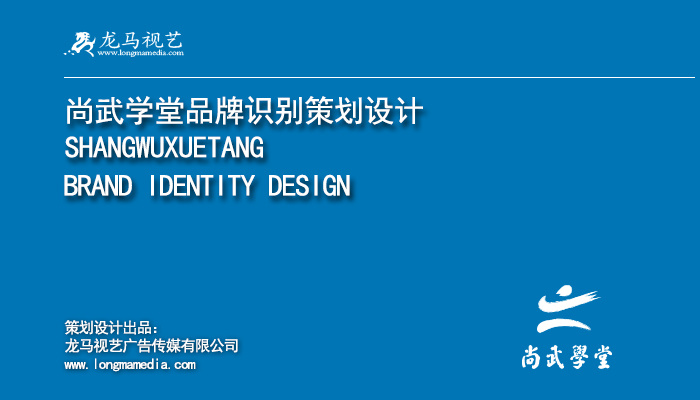 龙马视艺
www.longmamedia.com
尚武学堂品牌识别策划设计
SHANGWUXUETANG
BRAND IDENTITY DESIGN
策划设计出品：
龙马视艺广告传媒有限公司
www.longmamedia.com
尚武學堂